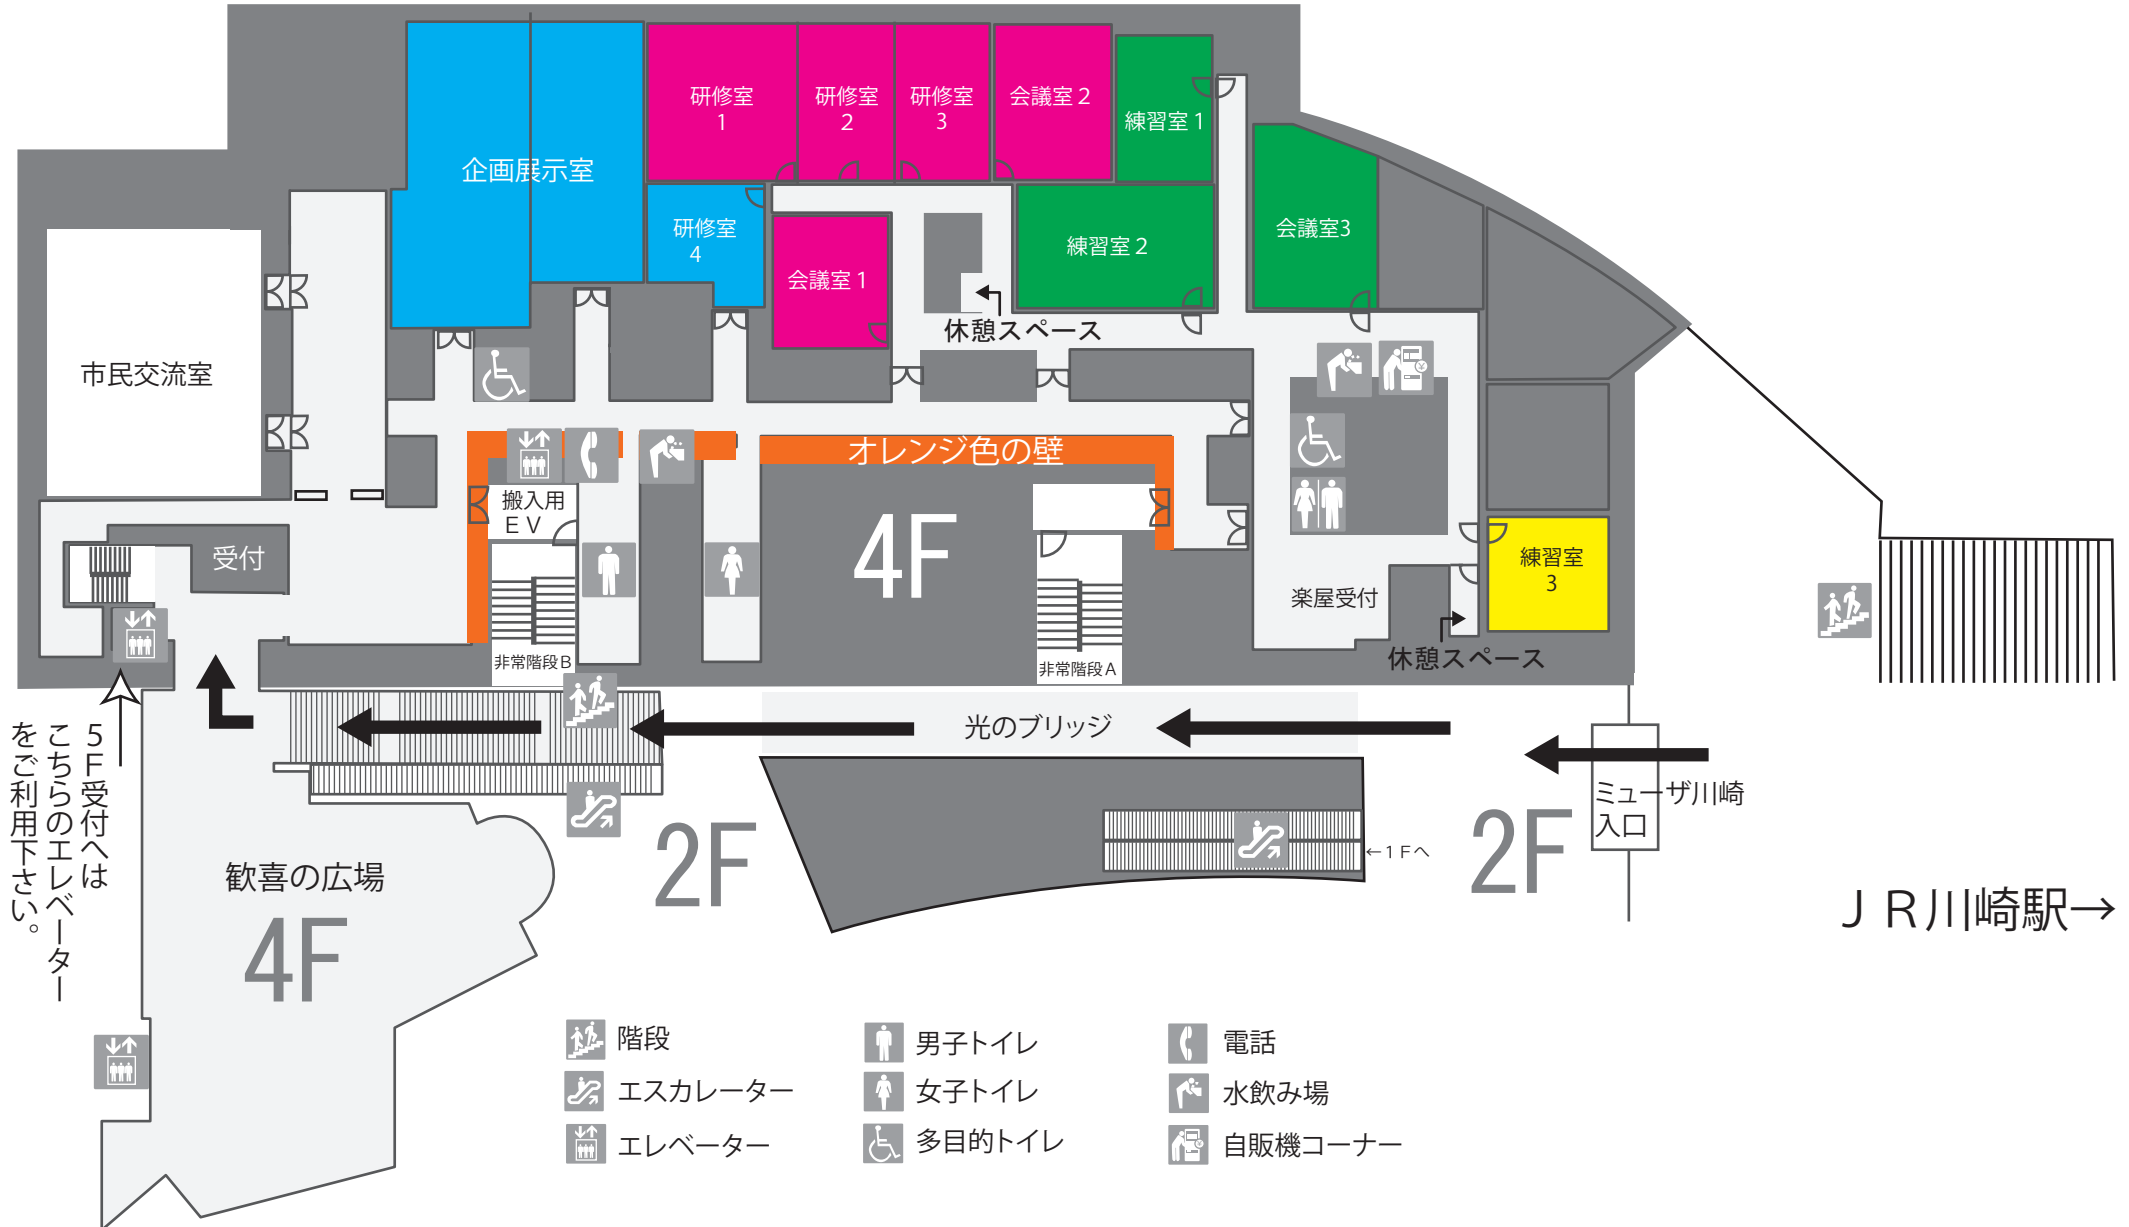 企画展示室
研修室
1
研修室
2
研修室
3
会議室 2
練習室 1
研修室
4
会議室 1
練習室 2
会議室3
休憩スペース
市民交流室
オレンジ色の壁
搬入用
ＥＶ
受付
4F
練習室
3
楽屋受付
休憩スペース
非常階段Ｂ
非常階段Ａ
光のブリッジ
５Ｆ受付へは
こちらのエレベーター
をご利用下さい。
ミューザ川崎
入口
2F
2F
←１Ｆへ
歓喜の広場
4F
ＪＲ川崎駅→
階段
エスカレーター
エレベーター
男子トイレ
女子トイレ
多目的トイレ
電話
水飲み場
自販機コーナー